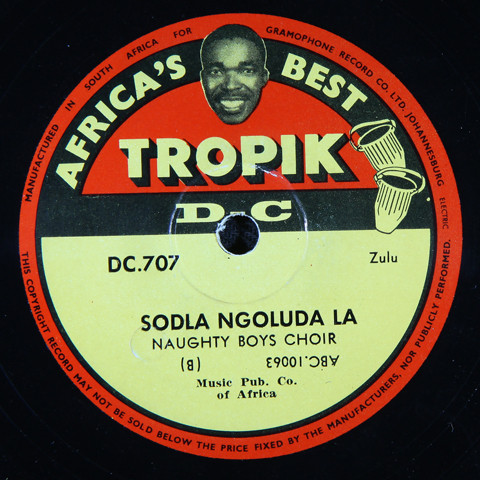 MANUFACTURED IN SOUTH AFRICA FOR GRAMOPHONE RECORD CO. LTD. JOHANNESBURG
AFRICA'S BEST
TROPIK
D-C
ELECTRIC
DC.707
Zulu
SODLA NGOLUDA LA
NAUGHTY BOYS CHOIR
ABC.10063 (B)
Music Pub. Co.
of Africa
THIS COPYRIGHT RECORD MAY NOT BE SOLD BELOW THE PRICE FIXED BY THE MANUFACTURERS, NOR PUBLICLY PERFORMED.